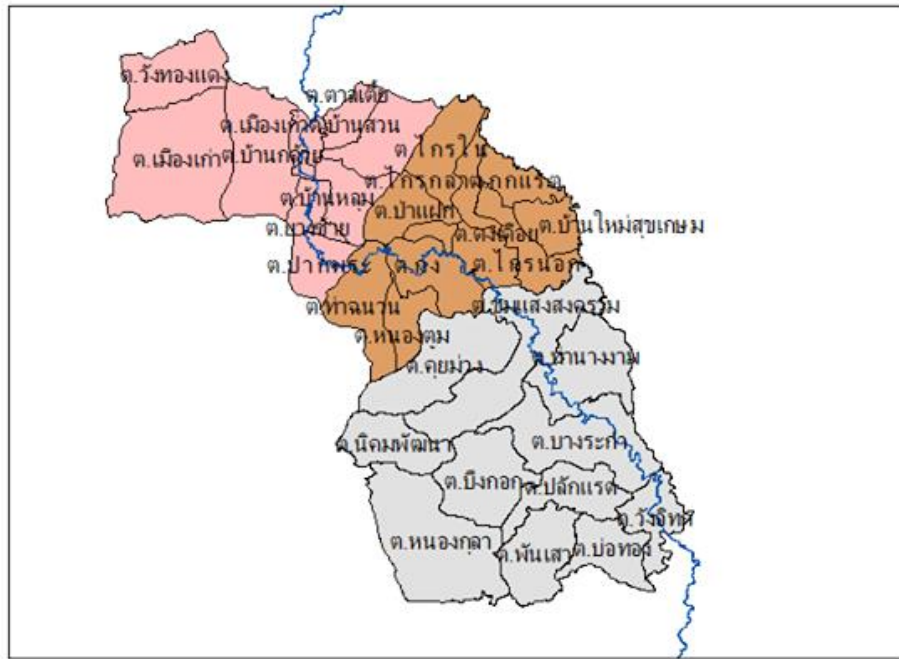 ต.วังทองแดง
ต.ตาลเตี้ย
ต.เมืองเก่า
ต.บ้านสวน
ต.เมืองเก่า
ต.บ้านกล้วย
ต.ไกรใน
ต.ไกรกลาง
ต.กกแรต
ต.บ้านหลุม
ต.ป่าแฝก
ต.ยางซ้าย
ต.ดงเดือย
ต.บ้านใหม่สุขเกษม
ต.ปากพระ
ต.กง
ต.ไกรนอก
ต.ท่าฉนวน
ต.ชุมแสงสงคราม
ต.หนองตูม
ต.คุยม่วง
ต.ท่านางงาม
ต.นิคมพัฒนา
ต.บางระกำ
ต.บึงกอก
ต.ปลักแรด
ต.วังอิทก
ต.หนองกุลา
ต.พันเสา
ต.บ่อทอง